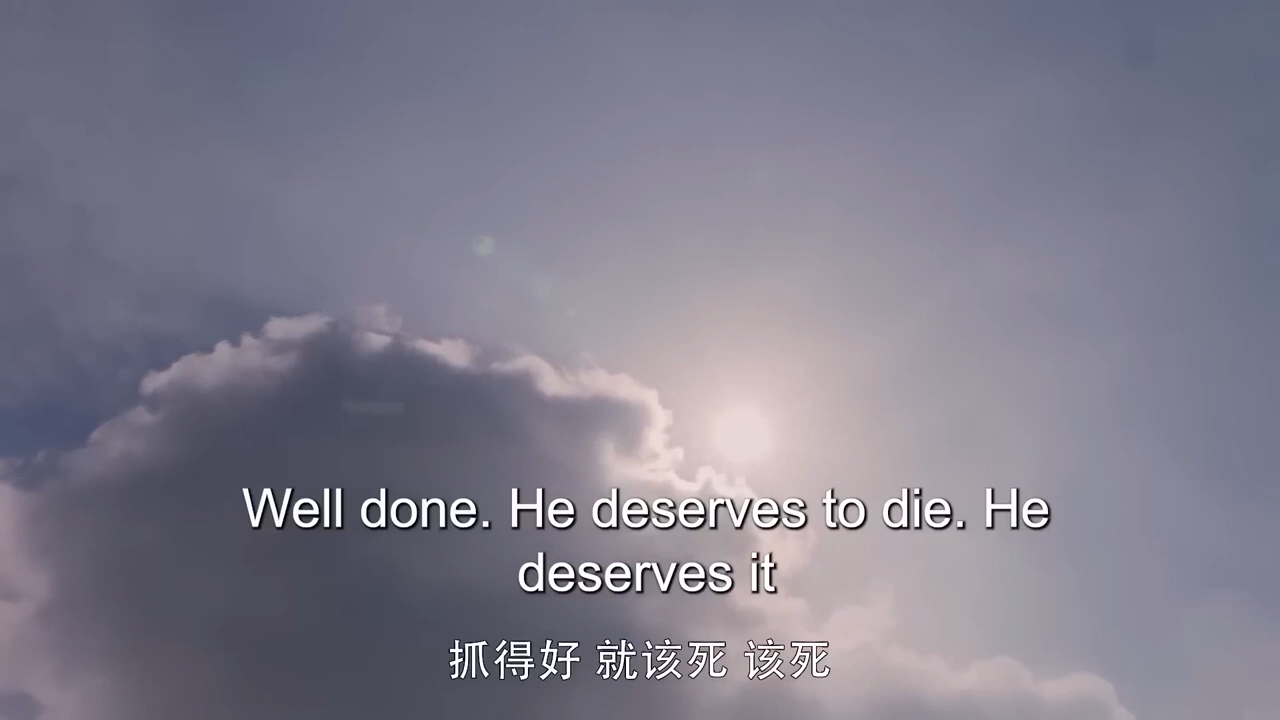 Well done. He deserves to die. He
deserves it
抓得好 就该死 该死